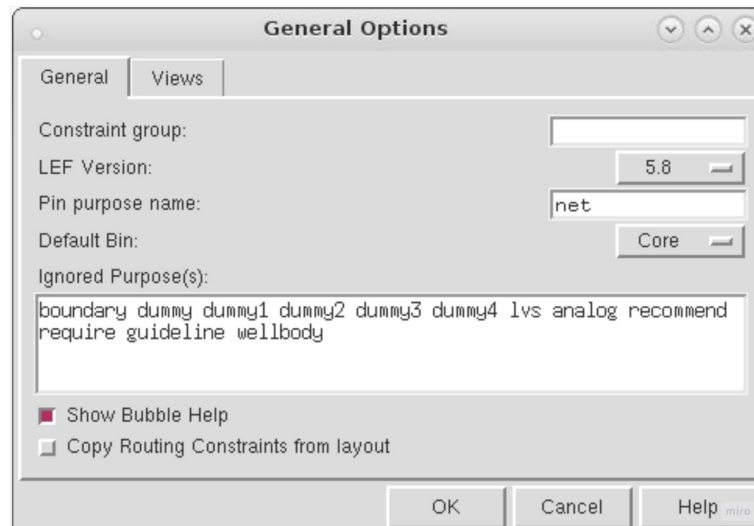 General Options
General Views
Constraint group:
LEF Version: 5.8
Pin purpose name: net
Default Bin: Core
Ignored Purpose(s):
boundary dummy dummy1 dummy2 dummy3 dummy4 lvs analog recommend
require guideline wellbody
Show Bubble Help
Copy Routing Constraints from layout
OK Cancel Help
miro